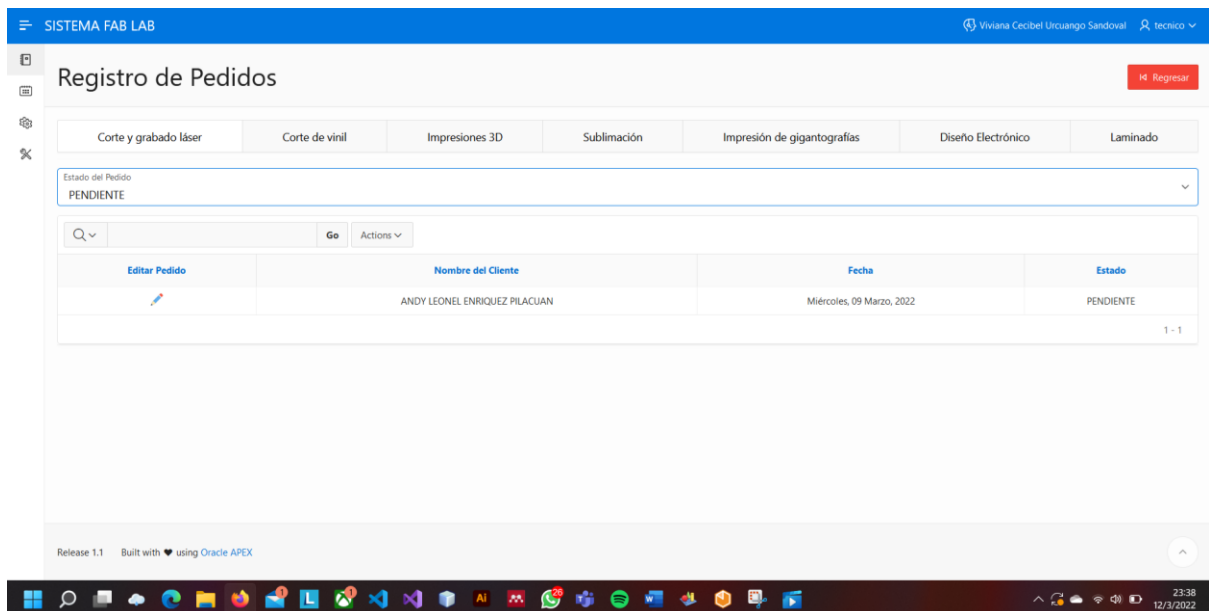 SISTEMA FAB LAB Viviana Cecibel Urcuango Sandoval tecnico
Registro de Pedidos Regresar
Corte y grabado láser Corte de vinil Impresiones 3D Sublimación Impresión de gigantografías Diseño Electrónico Laminado
Estado del Pedido
PENDIENTE
Go Actions
Editar Pedido Nombre del Cliente Fecha Estado
ANDY LEONEL ENRIQUEZ PILACUAN Miércoles, 09 Marzo, 2022 PENDIENTE
1 - 1
Release 1.1 Built with ♥ using Oracle APEX
L Ai 26 W
23:38
12/3/2022